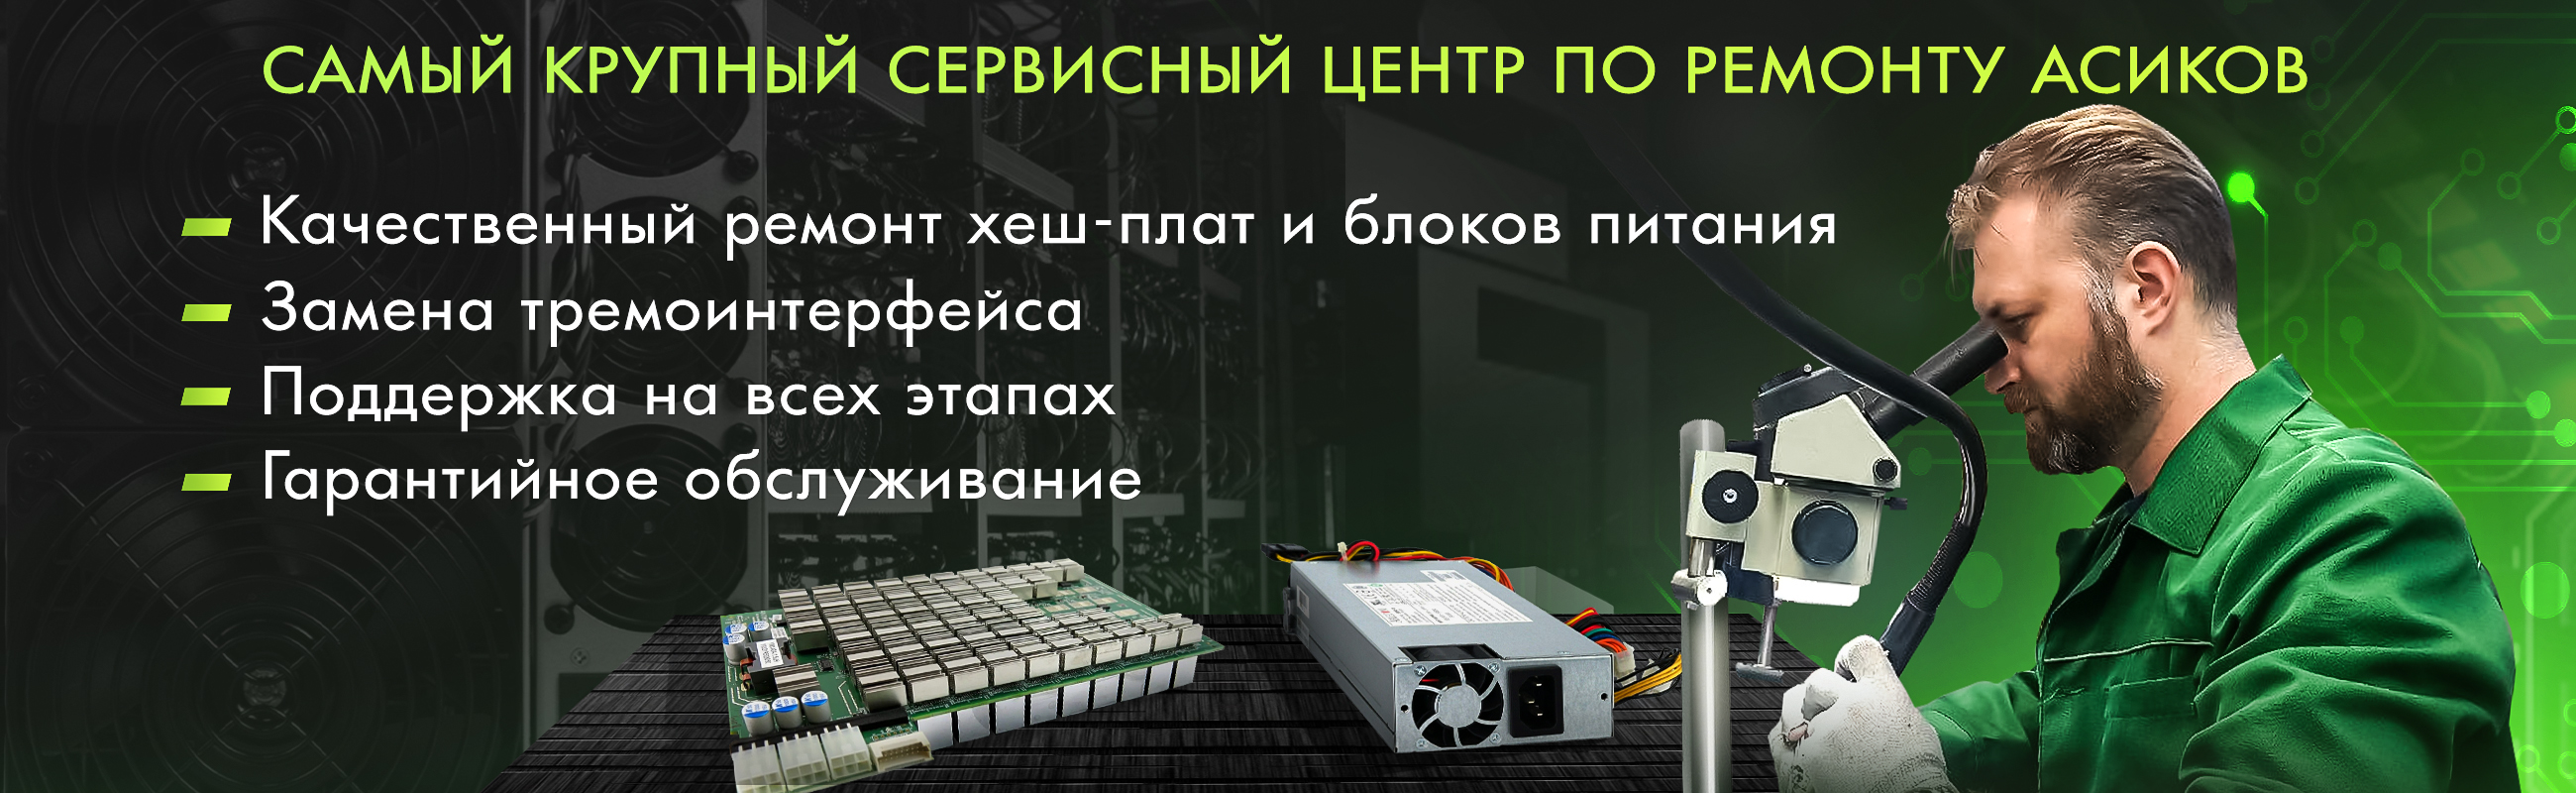 САМЫЙ КРУПНЫЙ СЕРВИСНЫЙ ЦЕНТР ПО РЕМОНТУ АСИКОВ
Качественный ремонт хеш-плат и блоков питания
Замена тремоинтерфейса
Поддержка на всех этапах
Гарантийное обслуживание